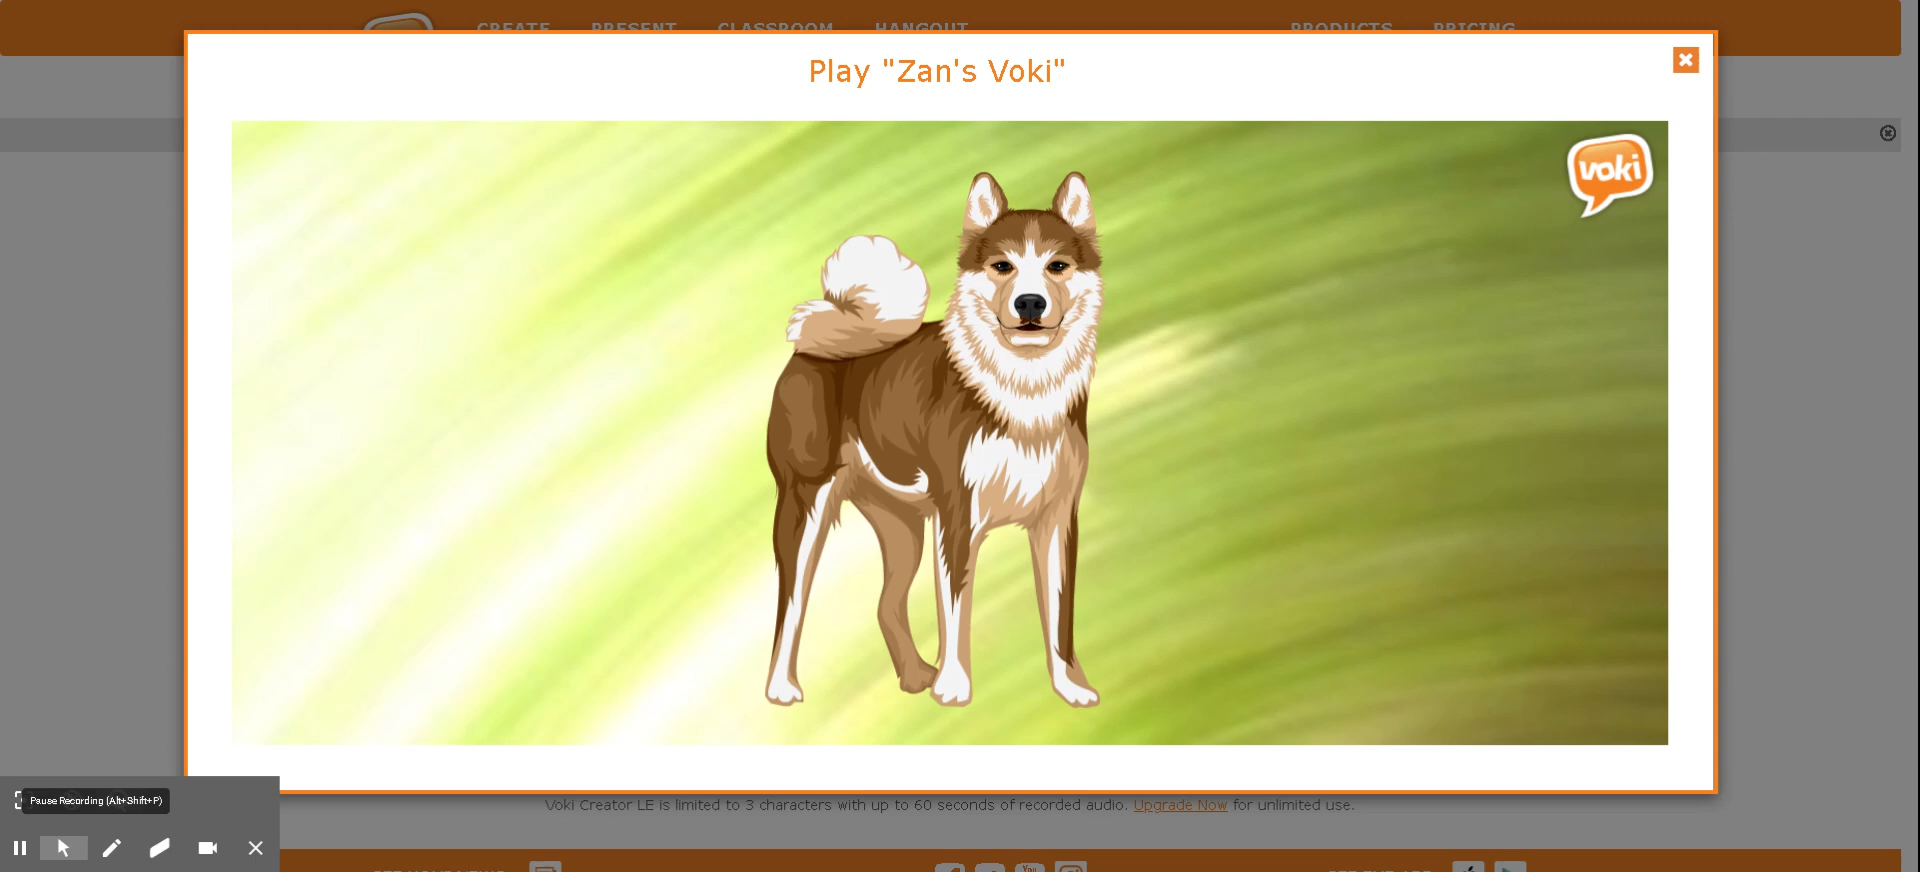 CREATE PRESENT CLASSROOM HANGOUT PRODUCTS PRICING
Play "Zan's Voki"
voki
Voki Creator LE is limited to 3 characters with up to 60 seconds of recorded audio. Upgrade Now for unlimited use.
Pause Recording (Alt+Shift+P)
You